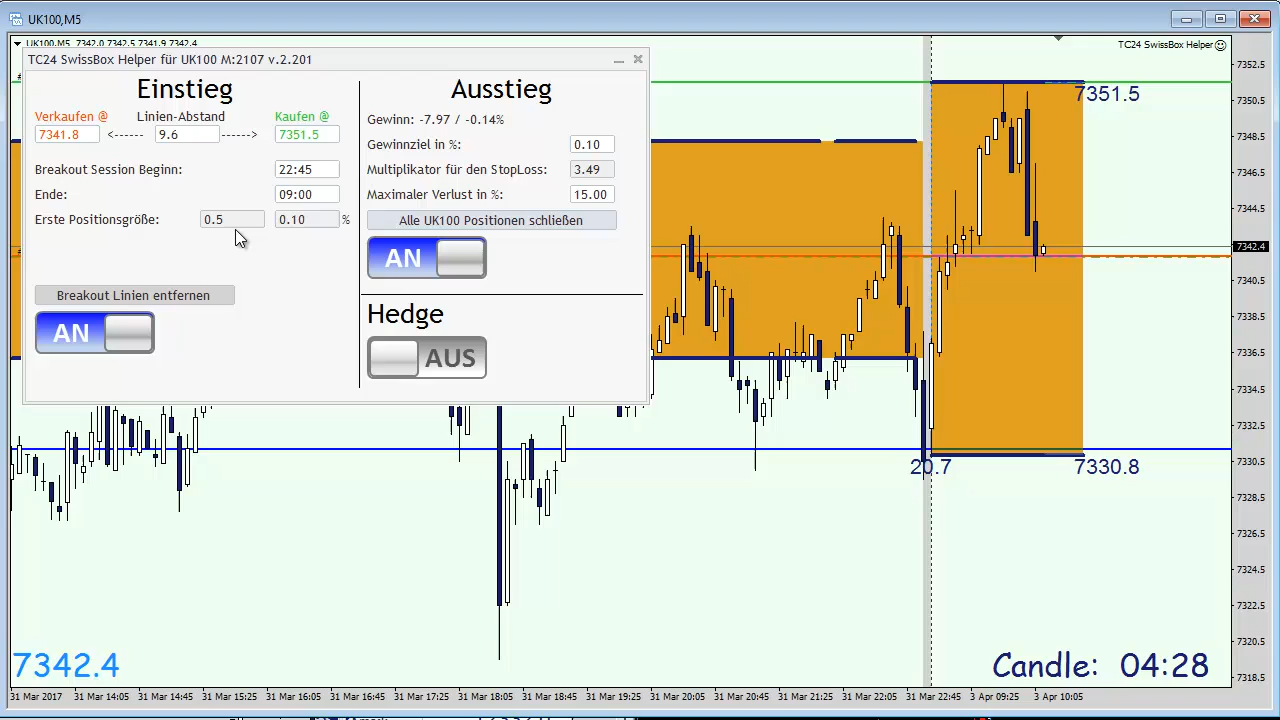 UK100,M5
UK100,M5 7342.0 7342.5 7341.9 7342.4
TC24 SwissBox Helper
TC24 SwissBox Helper für UK100 M:2107 v.2.201
Einstieg
Verkaufen @ Linien-Abstand Kaufen @
7341.8 <------ 9.6 -----> 7351.5
Breakout Session Beginn: 22:45
Ende: 09:00
Erste Positionsgröße: 0.5 0.10 %
Breakout Linien entfernen
AN
Ausstieg
Gewinn: -7.97 / -0.14%
Gewinnziel in %: 0.10
Multiplikator für den StopLoss: 3.49
Maximaler Verlust in %: 15.00
Alle UK100 Positionen schließen
AN
Hedge
AUS
7351.5
20.7
7330.8
7352.5
7350.5
7348.5
7346.5
7344.5
7342.4
7340.5
7338.5
7336.5
7334.5
7332.5
7330.5
7328.5
7326.5
7324.5
7322.5
7320.5
7318.5
7342.4
Candle: 04:28
31 Mar 2017 31 Mar 14:05 31 Mar 14:45 31 Mar 15:25 31 Mar 16:05 31 Mar 16:45 31 Mar 17:25 31 Mar 18:05 31 Mar 18:45 31 Mar 19:25 31 Mar 20:05 31 Mar 20:45 31 Mar 21:25 31 Mar 22:05 31 Mar 22:45 3 Apr 09:25 3 Apr 10:05